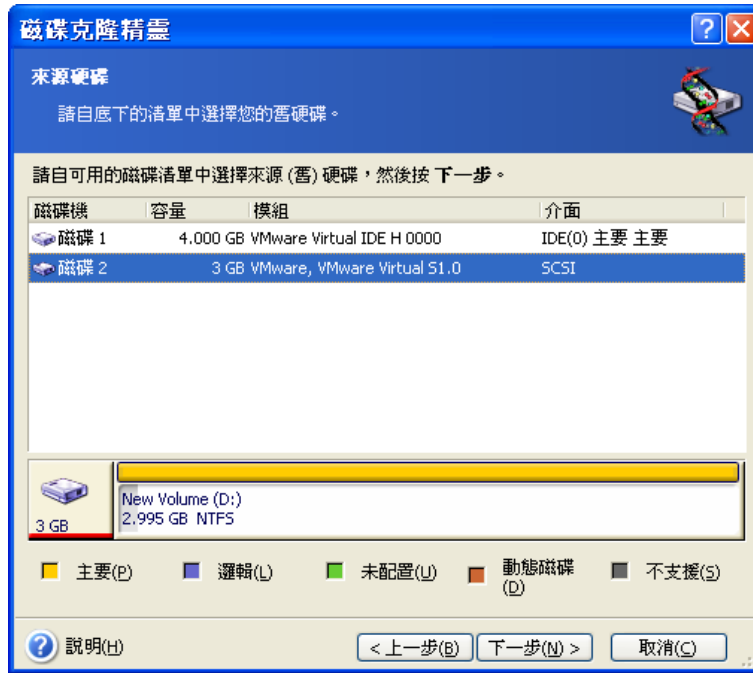 磁碟克隆精靈
來源硬碟
請自底下的清單中選擇您的舊硬碟。
請自可用的磁碟清單中選擇來源 (舊) 硬碟，然後按 下一步。
磁碟機 容量 模組 介面
磁碟 1 4.000 GB VMware Virtual IDE H 0000 IDE(0) 主要 主要
磁碟 2 3 GB VMware, VMware Virtual S1.0 SCSI
New Volume (D:)
3 GB 2.995 GB NTFS
主要(P) 邏輯(L) 未配置(U) 動態磁碟(D) 不支援(S)
說明(H) < 上一步(B) 下一步(N) > 取消(C)